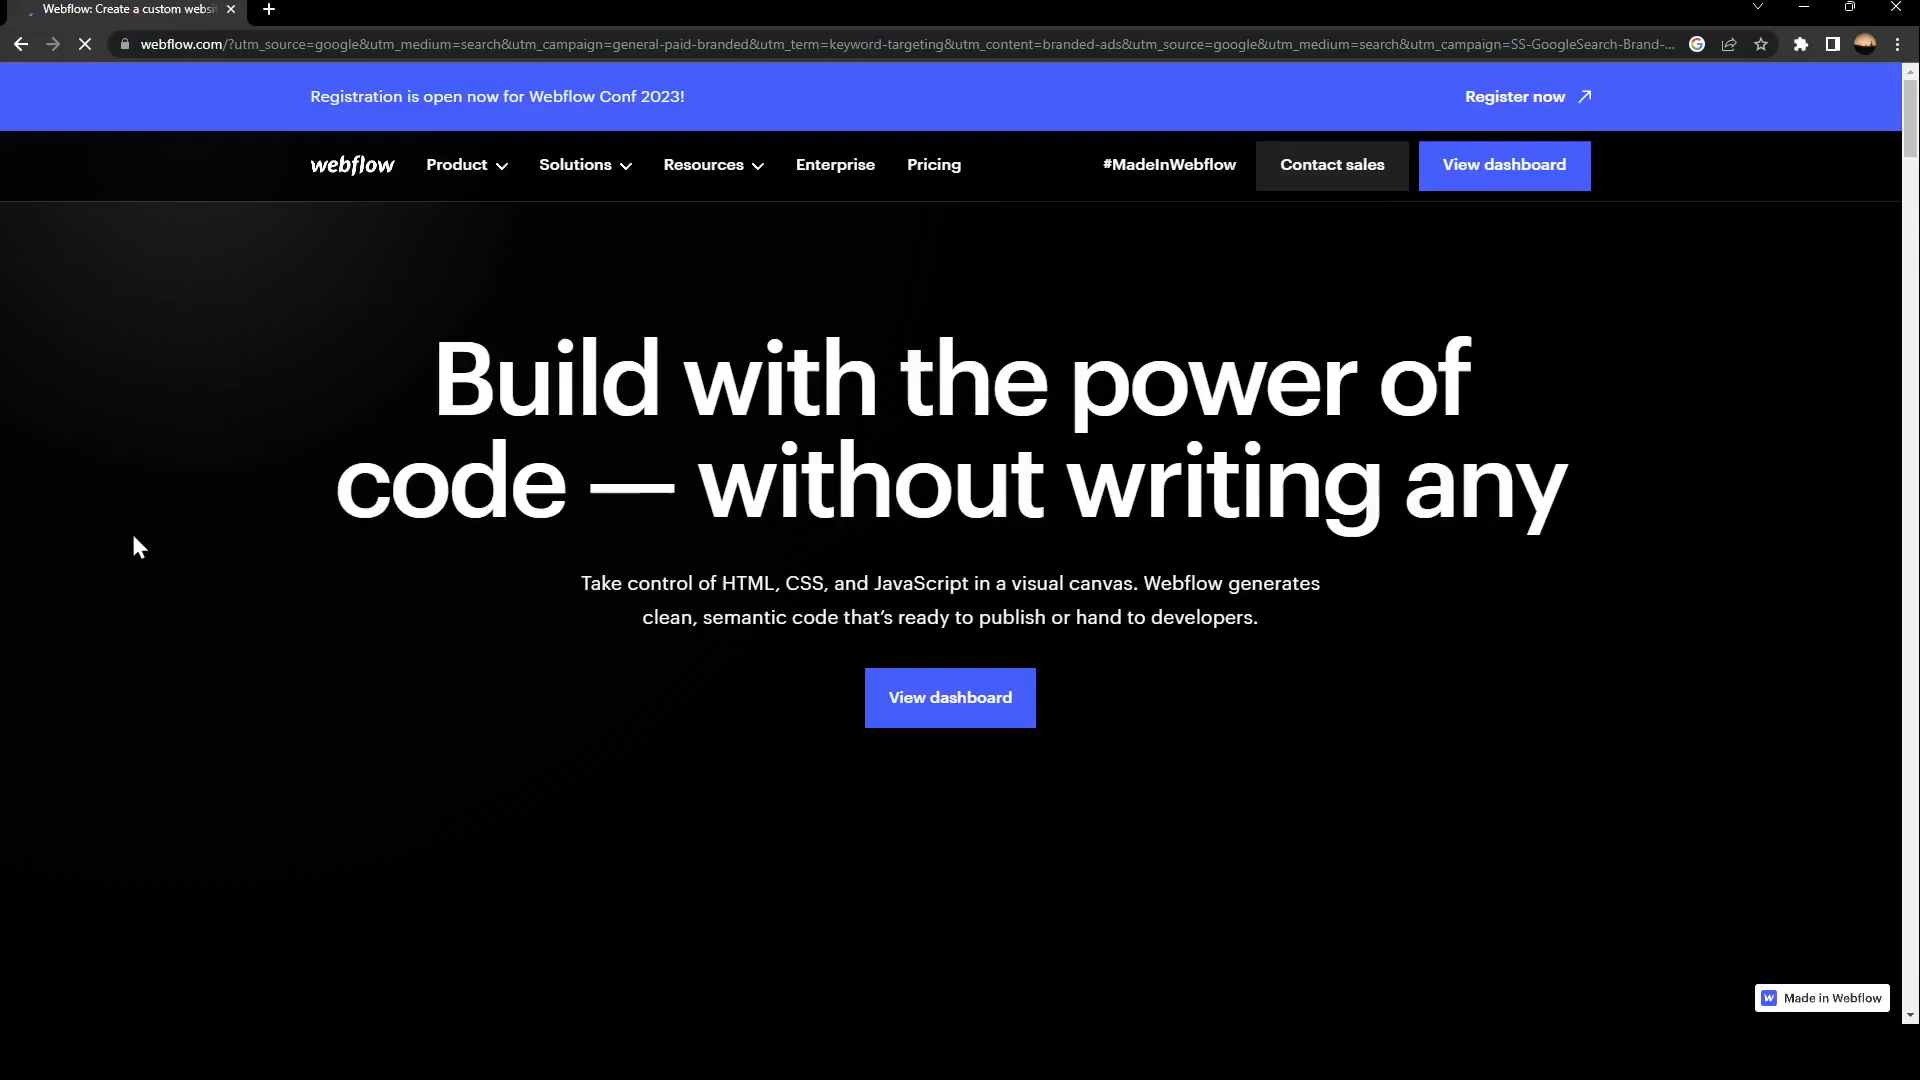 Webflow: Create a custom websi
webflow.com/?utm_source=google&utm_medium=search&utm_campaign=general-paid-branded&utm_term=keyword-targeting&utm_content=branded-ads&utm_source=google&utm_medium=search&utm_campaign=SS-GoogleSearch-Brand-...
Registration is open now for Webflow Conf 2023! Register now
webflow Product Solutions Resources Enterprise Pricing #MadeInWebflow Contact sales View dashboard
Build with the power of
code — without writing any
Take control of HTML, CSS, and JavaScript in a visual canvas. Webflow generates
clean, semantic code that’s ready to publish or hand to developers.
View dashboard
Made in Webflow